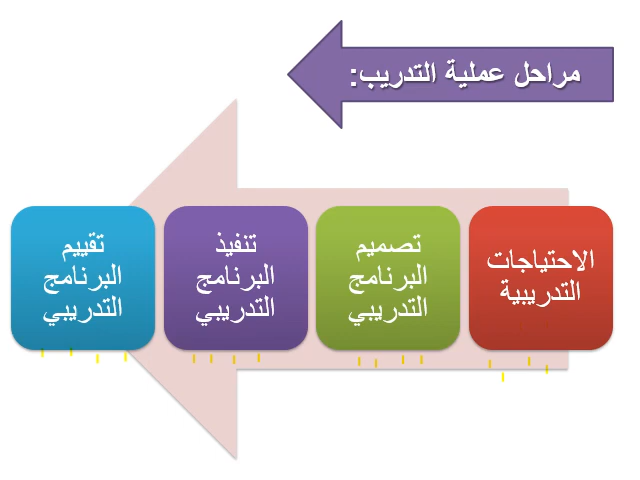 مراحل عملية التدريب:
الاحتياجات
التدريبية
تصميم
البرنامج
التدريبي
تنفيذ
البرنامج
التدريبي
تقييم
البرنامج
التدريبي